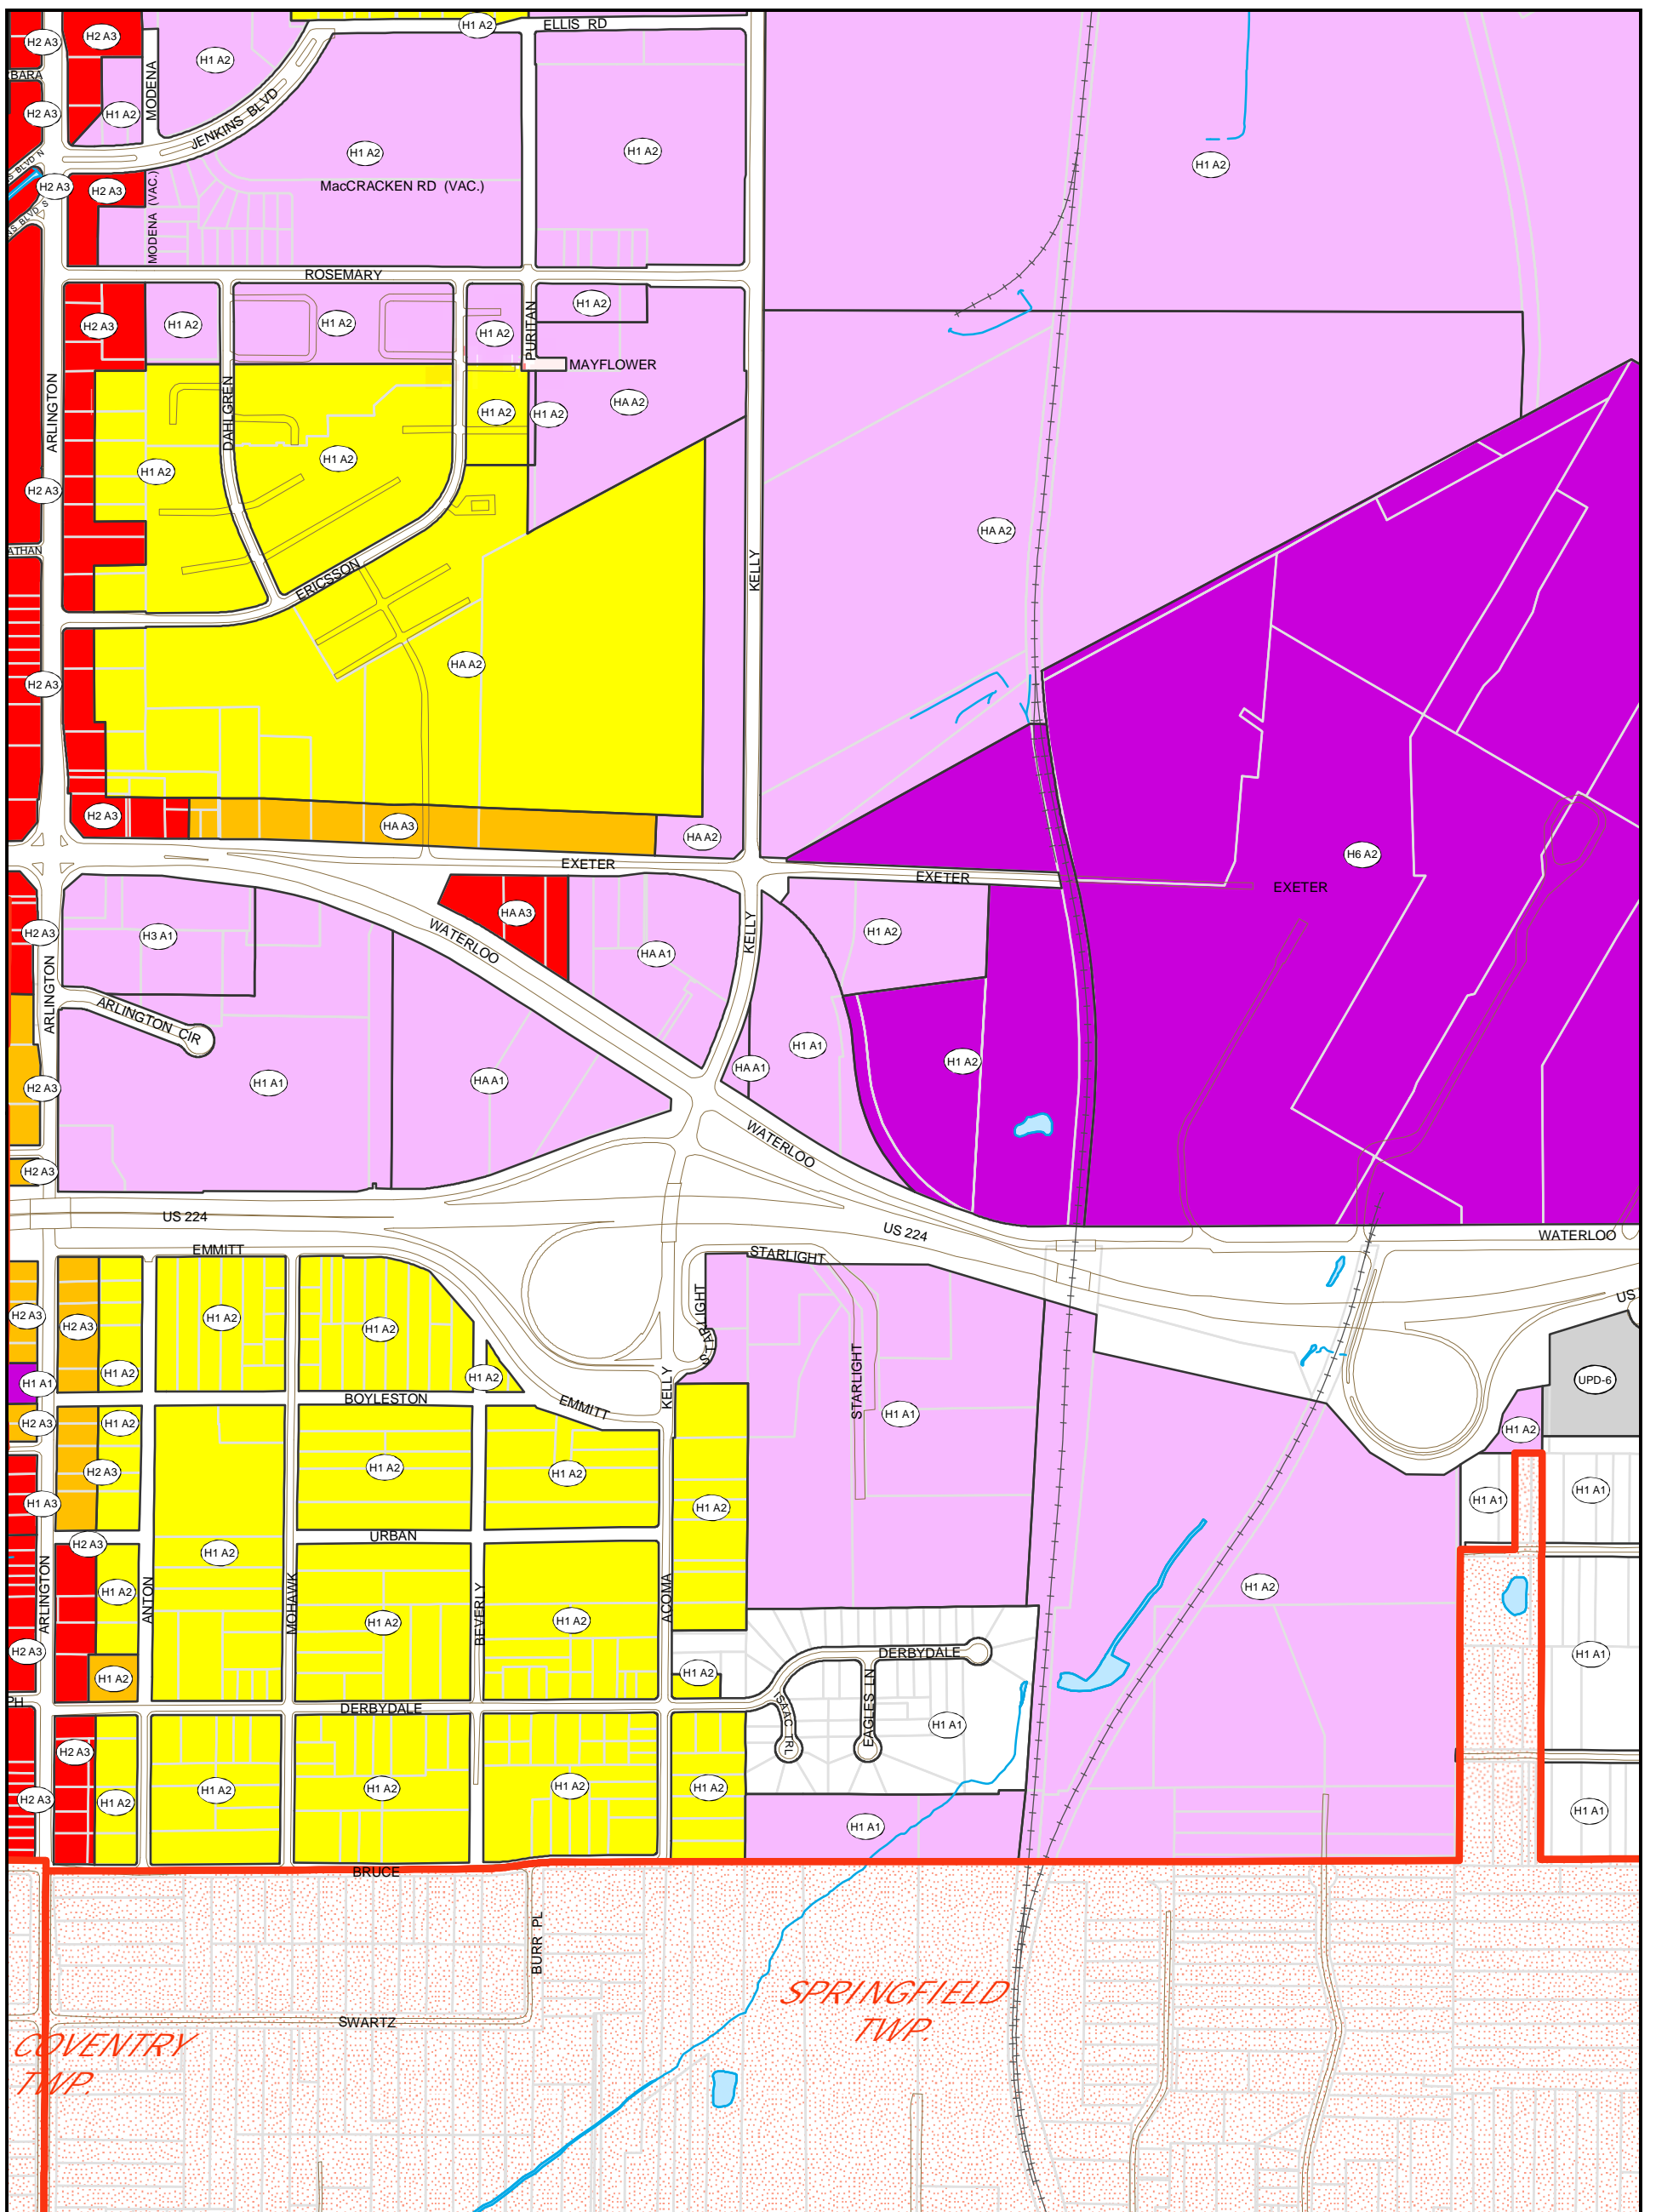 H1 A2
ELLIS RD
H2 A3
H2 A3
H1 A2
BARA
MODENA
H2 A3
H1 A2
JENKINS BLVD
H1 A2
H1 A2
H1 A2
S BLVD N
H2 A3
H2 A3
MacCRACKEN RD (VAC.)
NS BLVD S
MODENA (VAC.)
ROSEMARY
H2 A3
H1 A2
H1 A2
H1 A2
PURITAN
H1 A2
MAYFLOWER
ARLINGTON
DAHLGREN
H1 A2
H1 A2
HA A2
H1 A2
H1 A2
H2 A3
HA A2
ATHAN
ERICSSON
KELLY
HA A2
H2 A3
H2 A3
HA A3
HA A2
EXETER
EXETER
EXETER
H6 A2
H2 A3
H3 A1
HA A3
WATERLOO
HA A1
KELLY
H1 A2
ARLINGTON
ARLINGTON CIR
H1 A1
HA A1
HA A1
H1 A1
H1 A2
H2 A3
WATERLOO
H2 A3
US 224
US 224
WATERLOO
EMMITT
STARLIGHT
STARLIGHT
US
H2 A3
H2 A3
H1 A2
H1 A2
H1 A2
H1 A2
H1 A1
UPD-6
BOYLESTON
EMMITT
KELLY
STARLIGHT
H1 A1
H2 A3
H1 A2
H1 A2
H2 A3
H1 A2
H1 A2
H1 A2
H1 A3
H1 A1
H1 A1
H2 A3
URBAN
H1 A2
ARLINGTON
H1 A2
ANTON
MOHAWK
H1 A2
BEVERLY
H1 A2
ACOMA
H1 A2
H2 A3
H1 A2
H1 A2
DERBYDALE
H1 A1
PH
DERBYDALE
ISAAC TRL
EAGLES LN
H1 A1
H2 A3
H2 A3
H1 A2
H1 A2
H1 A2
H1 A2
H1 A2
H1 A1
H1 A1
BRUCE
BURR PL
SPRINGFIELD
TWP.
SWARTZ
COVENTRY
TWP.